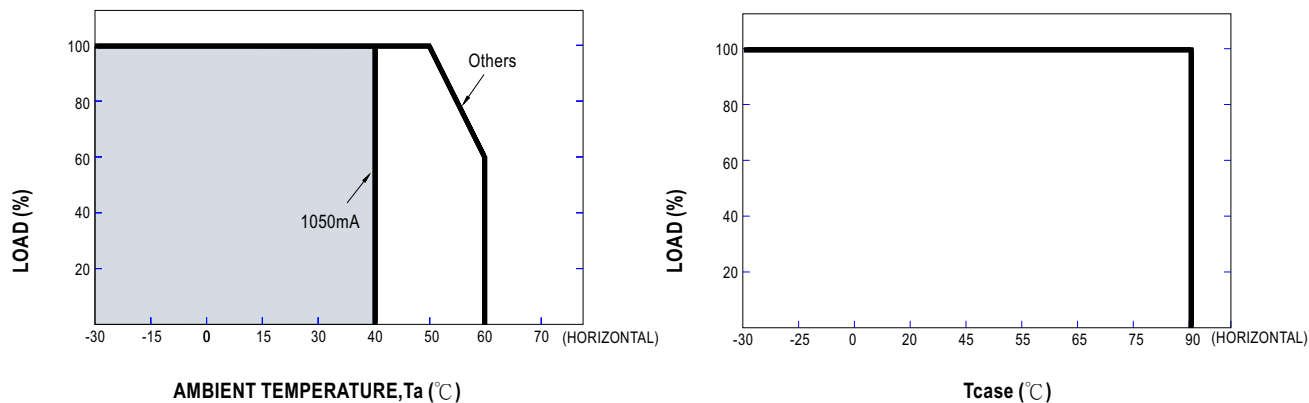 100
80
60
40
20
LOAD (%)
Others
1050mA
-30 -15 0 15 30 40 50 60 70 (HORIZONTAL)
AMBIENT TEMPERATURE,Ta (℃)
100
80
60
40
20
LOAD (%)
-30 -25 0 20 45 55 65 75 90 (HORIZONTAL)
Tcase (℃)